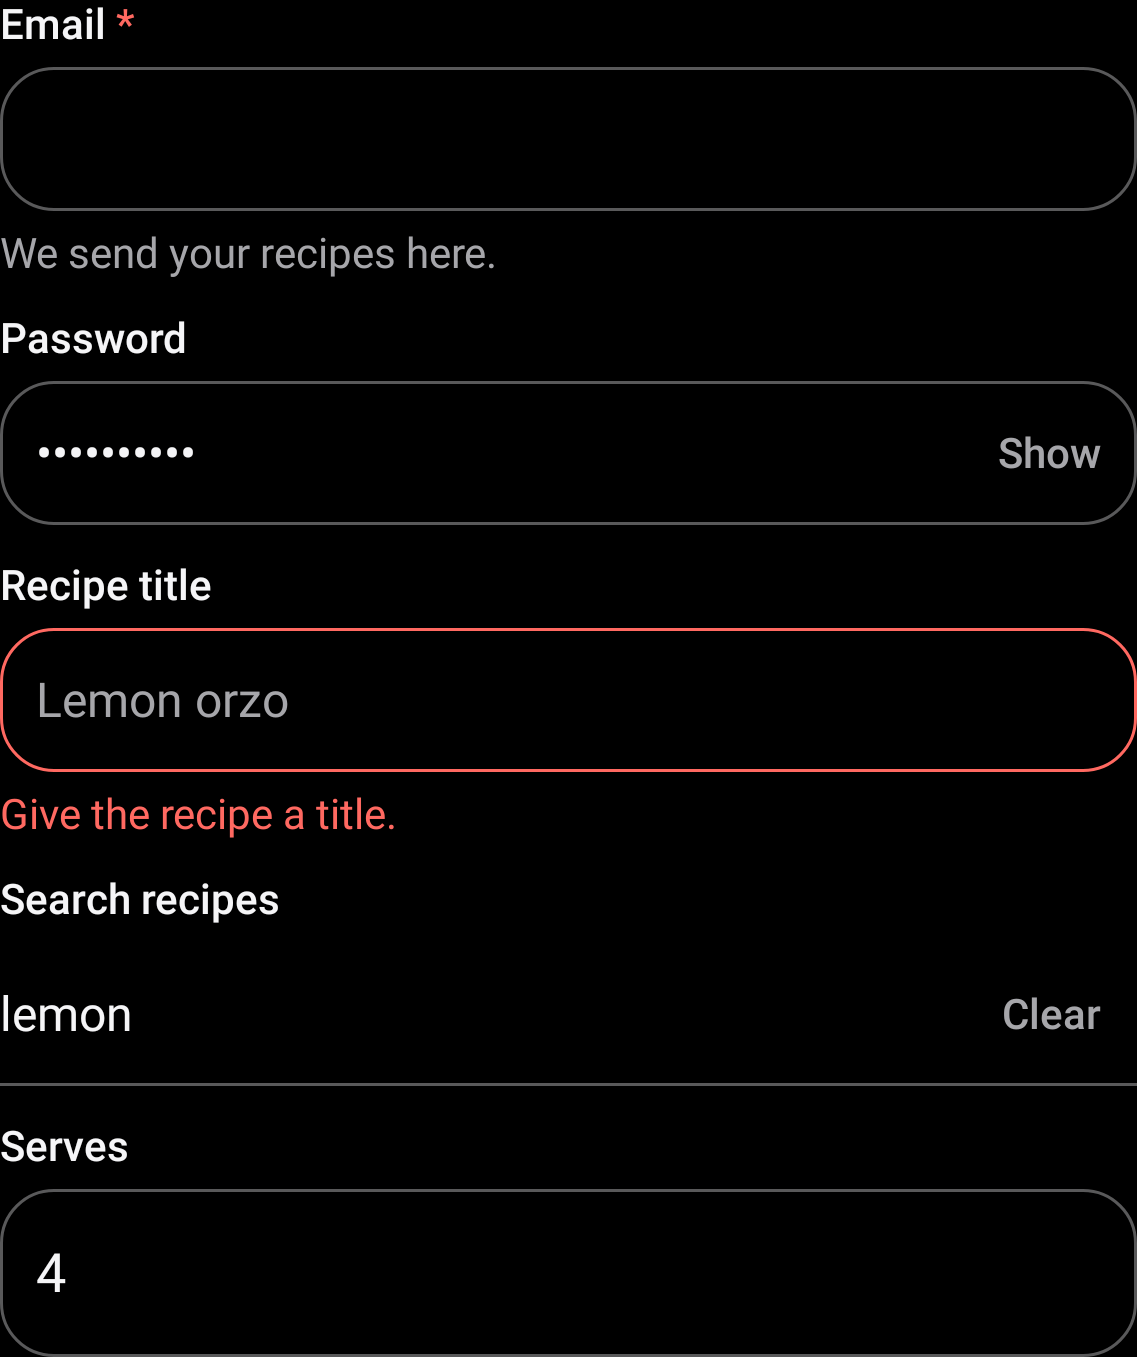 Email *
We send your recipes here.
Password
••••••••••
Show
Recipe title
Lemon orzo
Give the recipe a title.
Search recipes
lemon
Clear
Serves
4